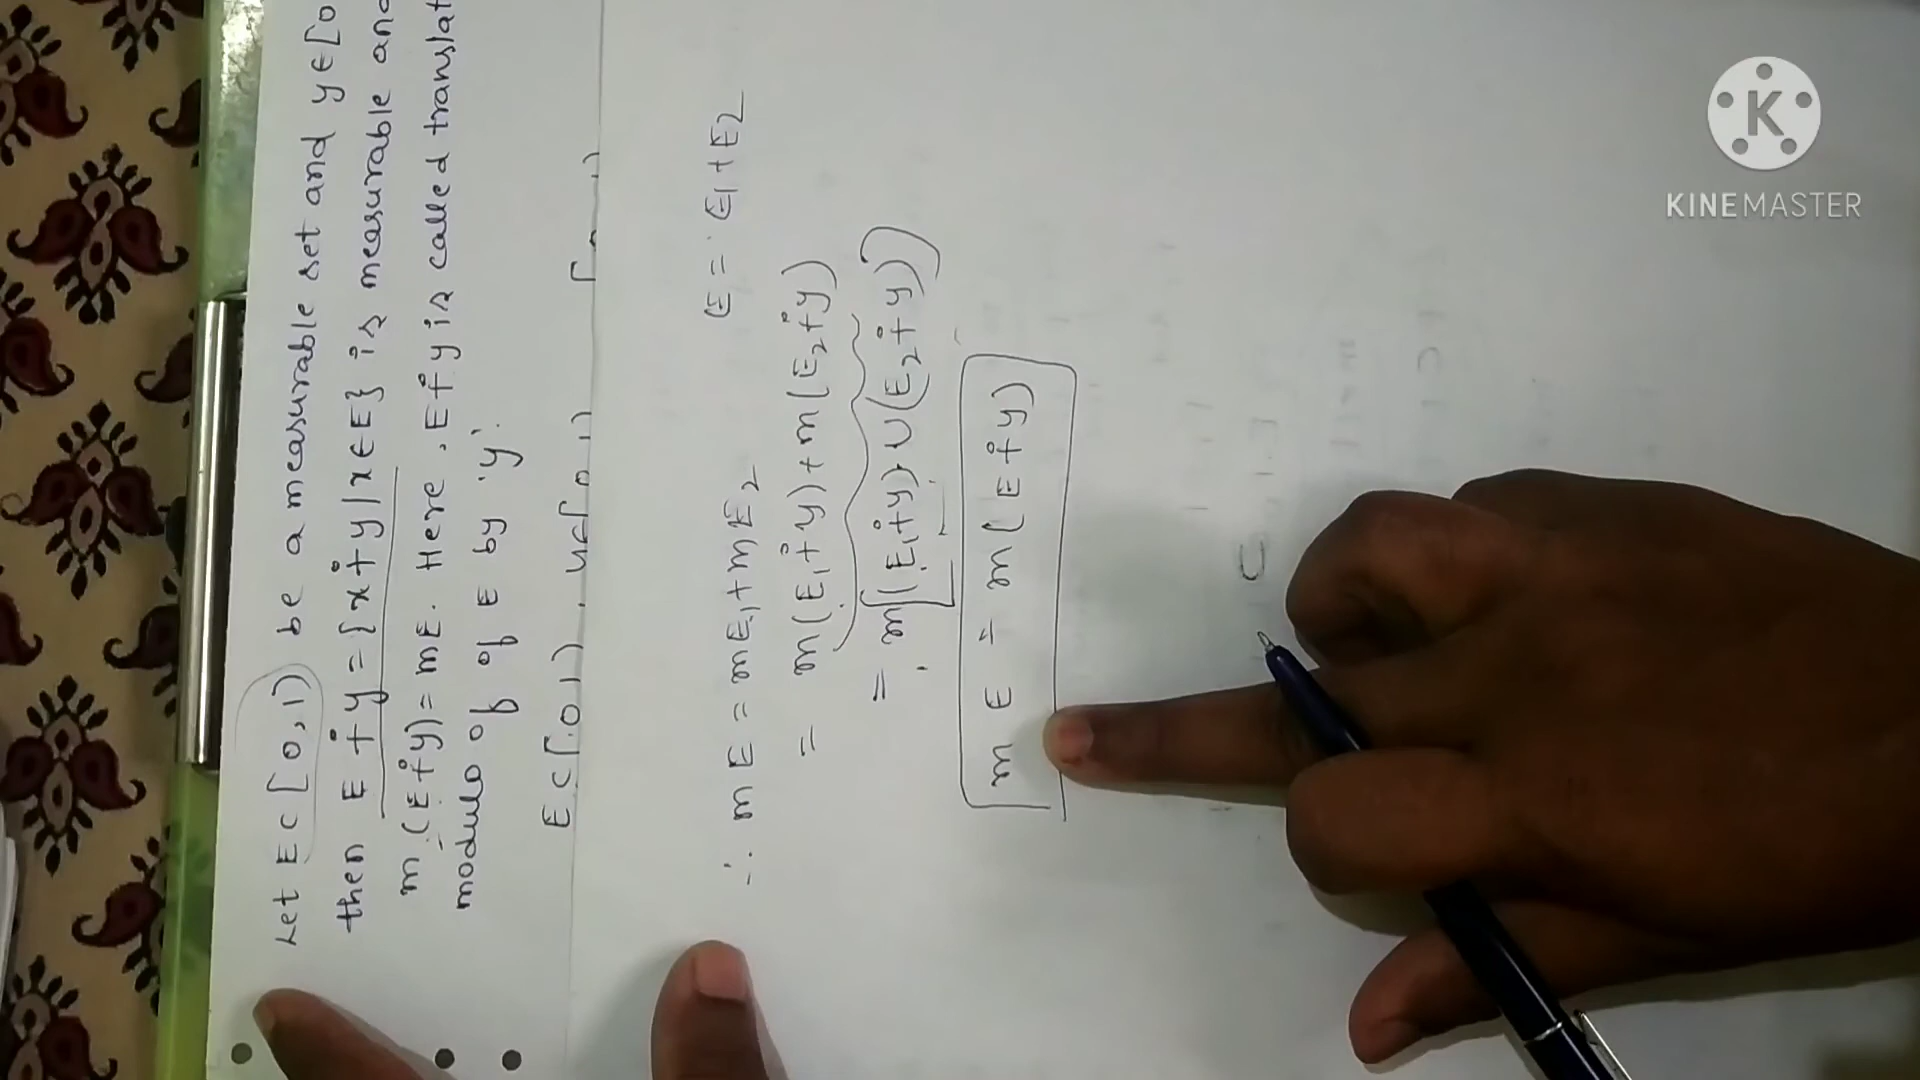 Let E ⊂ [0,1) be a measurable set and y ∈ [0
then E ∔ y = {x ∔ y / x ∈ E} is measurable and
m(E ∔ y) = mE. Here, E ∔ y is called translat
modulo of of E by 'y'.
E ⊂ [0,1),
E = E₁ + E₂
∴ mE = mE₁ + mE₂
= m(E₁ ∔ y) + m(E₂ ∔ y)
= m[(E₁ ∔ y) ∪ (E₂ ∔ y))
m E = m(E ∔ y)
K
KINEMASTER